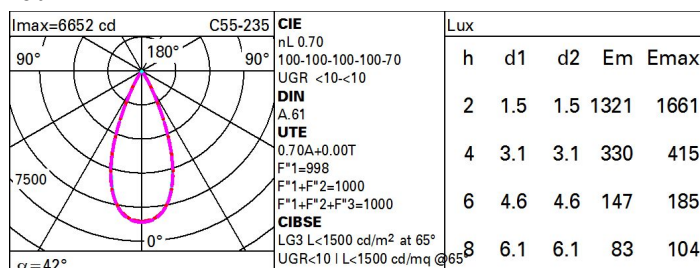 Imax=6652 cd C55-235
90° 180° 90°
7500
0°
α=42°
CIE
nL 0.70
100-100-100-100-70
UGR <10-<10
DIN
A.61
UTE
0.70A+0.00T
F"1=998
F"1+F"2=1000
F"1+F"2+F"3=1000
CIBSE
LG3 L<1500 cd/m² at 65°
UGR<10 | L<1500 cd/mq @65°
Lux
h d1 d2 Em Emax
2 1.5 1.5 1321 1661
4 3.1 3.1 330 415
6 4.6 4.6 147 185
8 6.1 6.1 83 104